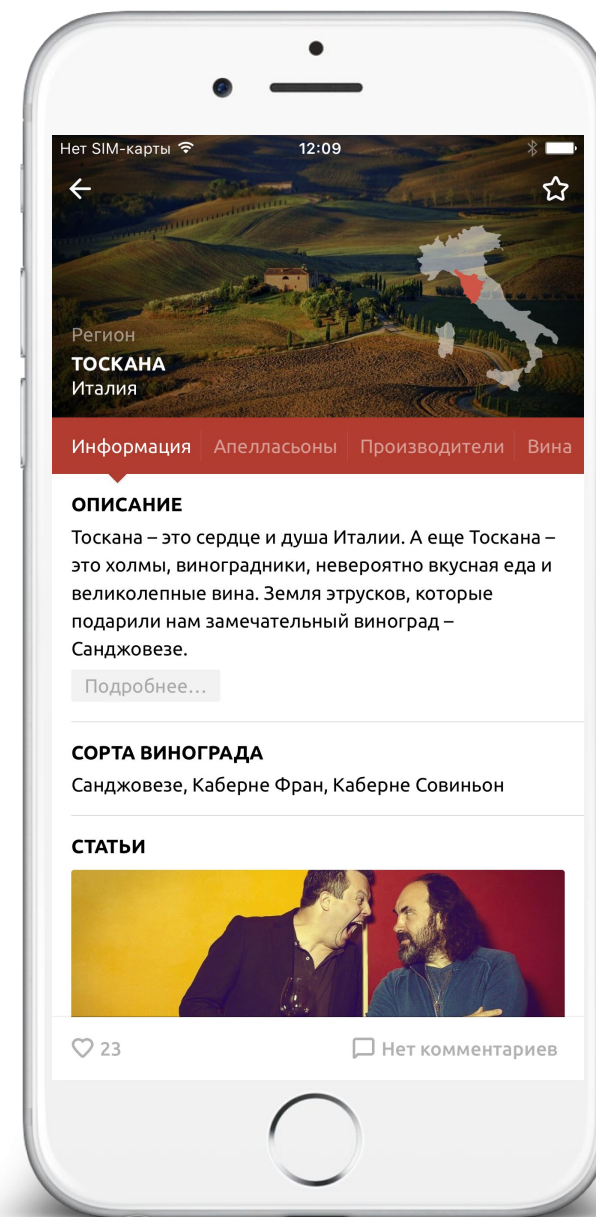 Нет SIM-карты 12:09
Регион
ТОСКАНА
Италия
Информация Апелласьоны Производители Вина
ОПИСАНИЕ
Тоскана – это сердце и душа Италии. А еще Тоскана –
это холмы, виноградники, невероятно вкусная еда и
великолепные вина. Земля этрусков, которые
подарили нам замечательный виноград –
Санджовезе.
Подробнее...
СОРТА ВИНОГРАДА
Санджовезе, Каберне Фран, Каберне Совиньон
СТАТЬИ
23 Нет комментариев